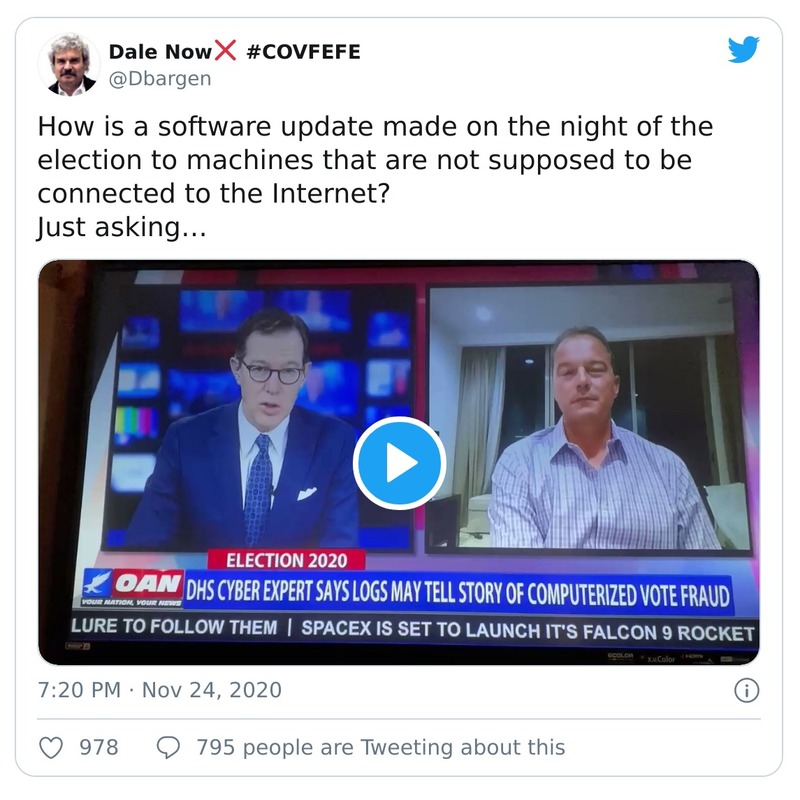 Dale Now❌ #COVFEFE
@Dbargen
How is a software update made on the night of the
election to machines that are not supposed to be
connected to the Internet?
Just asking...
ELECTION 2020
OAN
YOUR NATION, YOUR NEWS
DHS CYBER EXPERT SAYS LOGS MAY TELL STORY OF COMPUTERIZED VOTE FRAUD
LURE TO FOLLOW THEM | SPACEX IS SET TO LAUNCH IT'S FALCON 9 ROCKET
7:20 PM · Nov 24, 2020
978
795 people are Tweeting about this